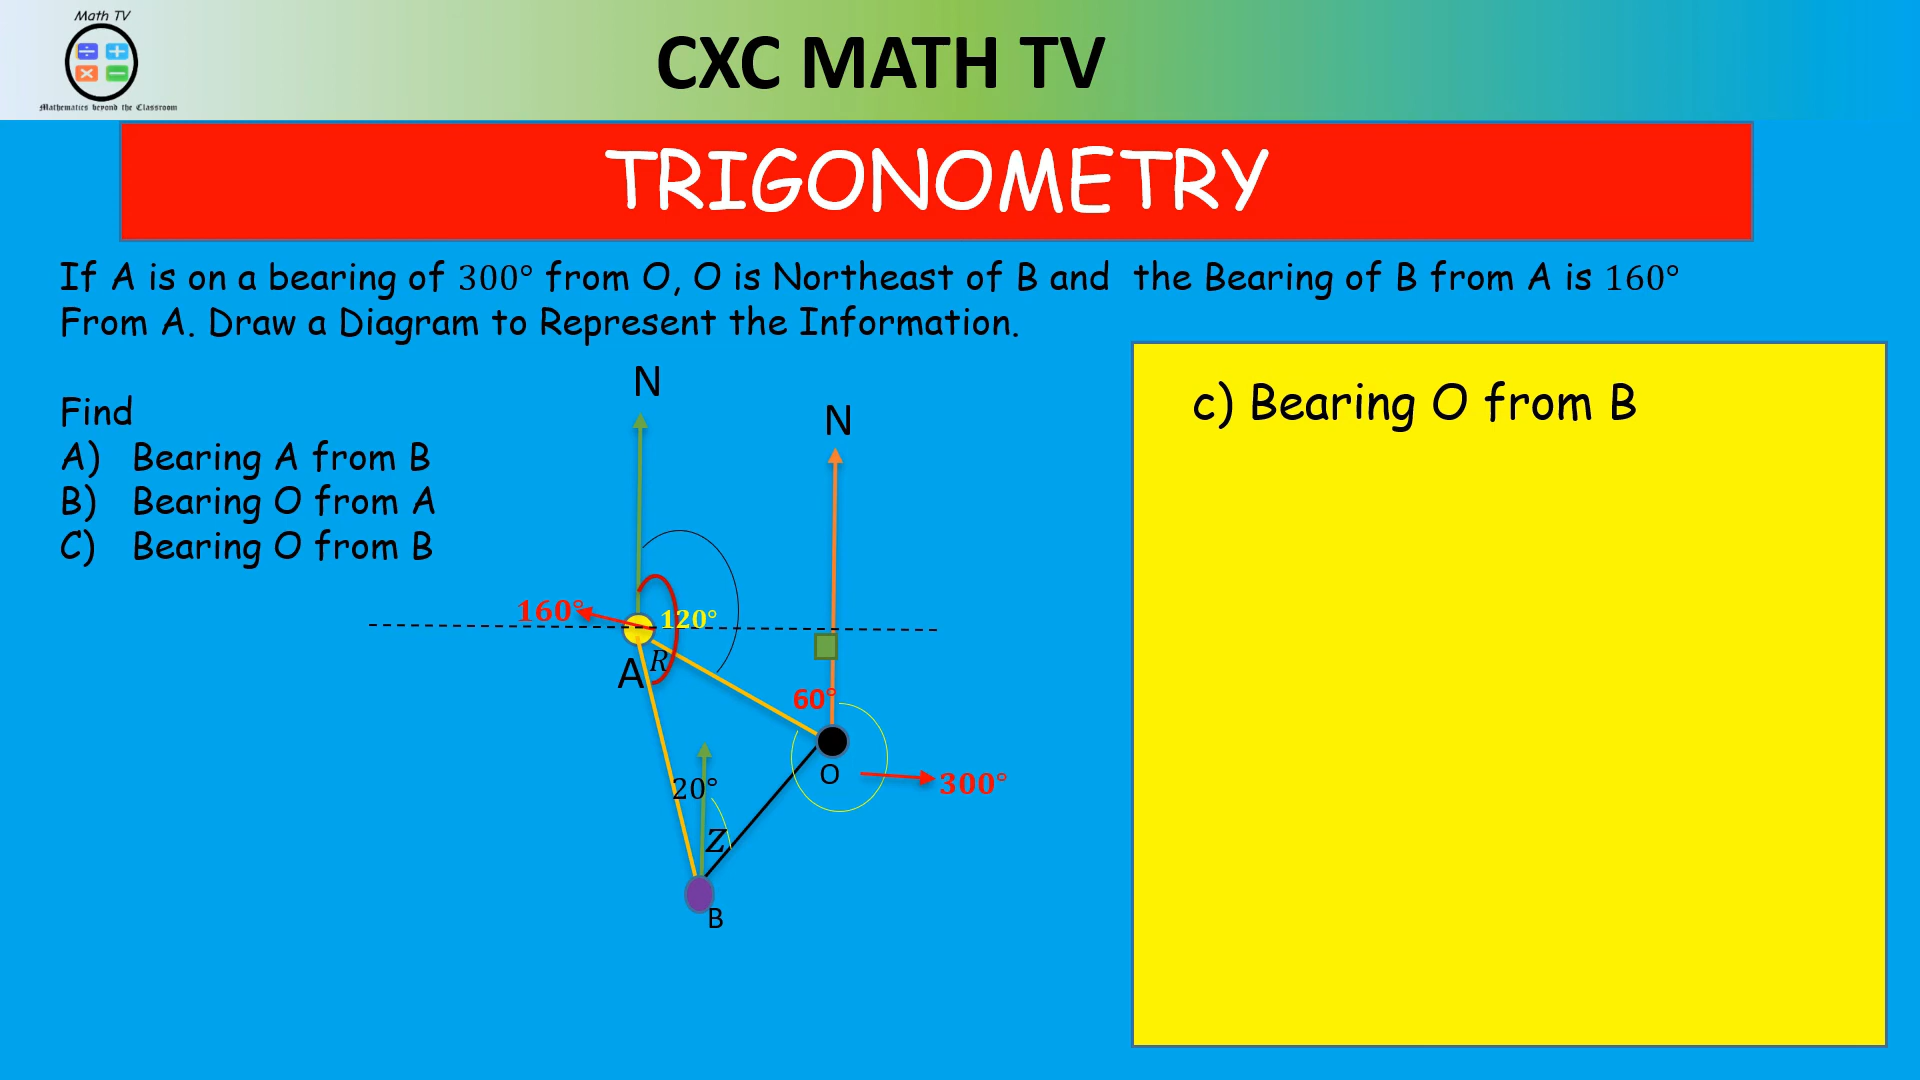 Math TV
Mathematics beyond the Classroom
CXC MATH TV
TRIGONOMETRY
If A is on a bearing of 300° from O, O is Northeast of B and the Bearing of B from A is 160°
From A. Draw a Diagram to Represent the Information.
Find
A) Bearing A from B
B) Bearing O from A
C) Bearing O from B
c) Bearing O from B
N
N
160°
120°
A
R
60°
O
300°
20°
Z
B